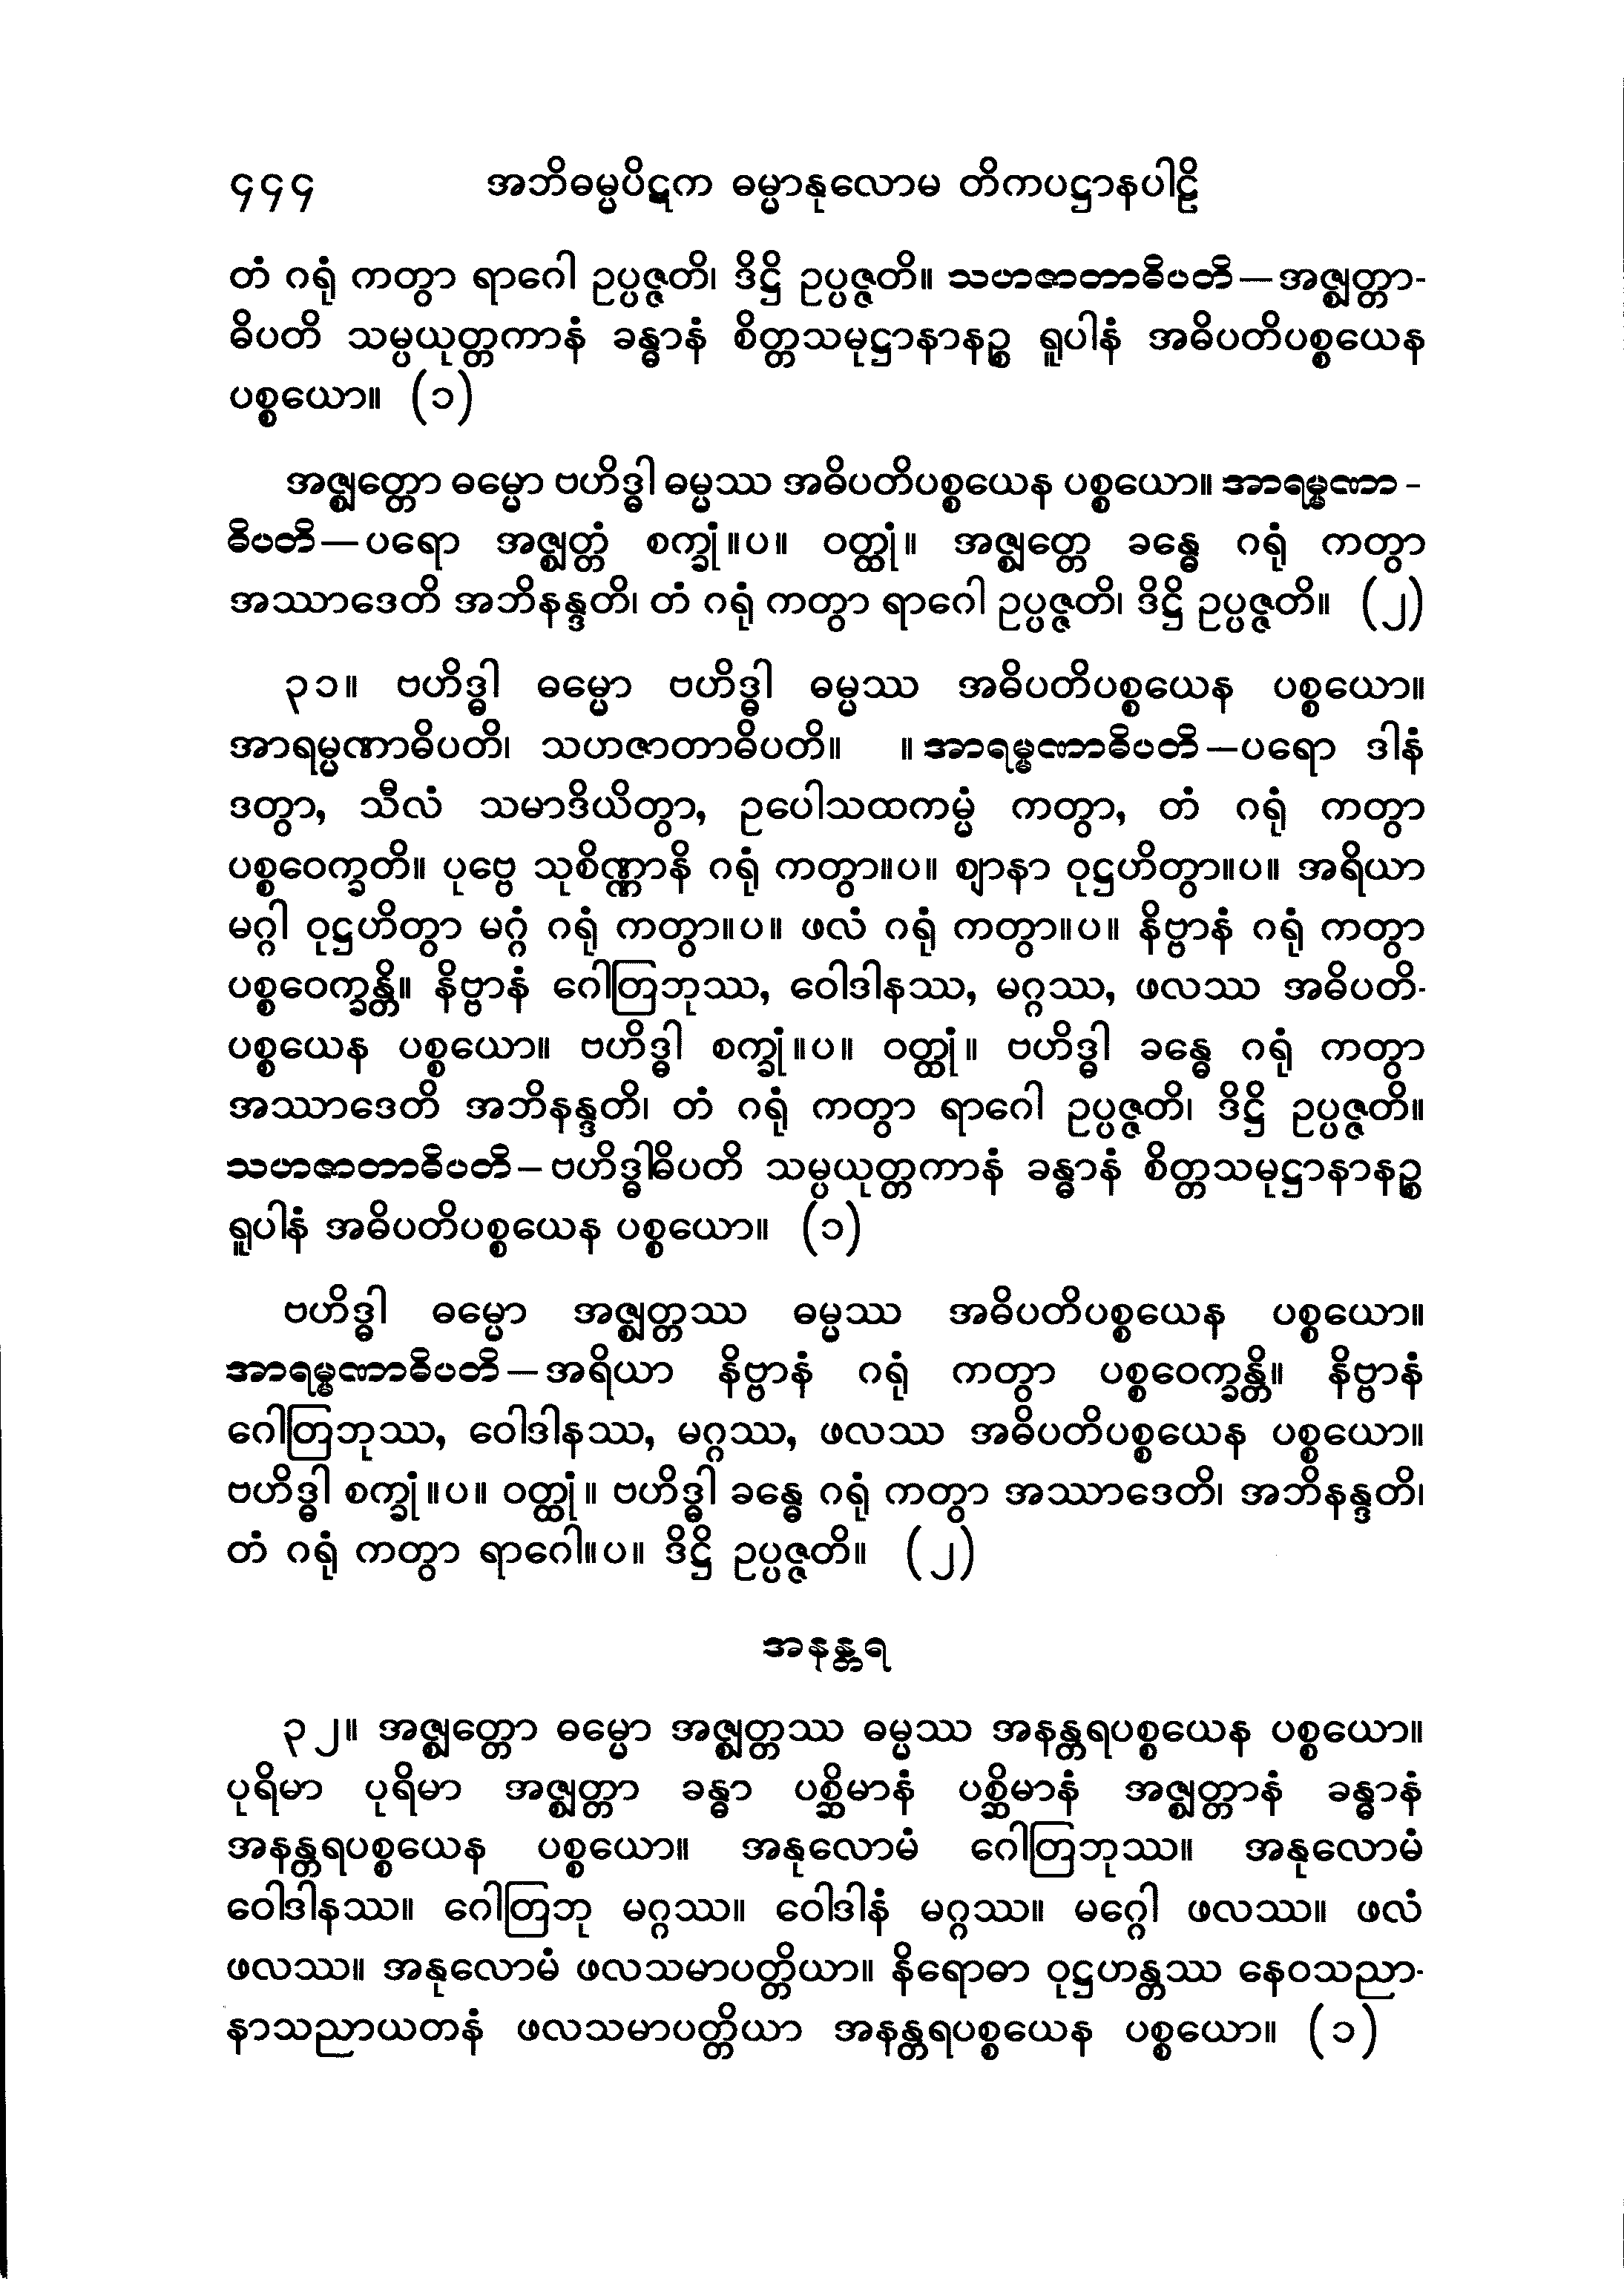 ၄၄၄ အဘိဓမ္မပိဋက ဓမ္မာနုလောမ တိကပဋ္ဌာနပါဠိ
တံ ဂရုံ ကတွာ ရာဂေါ ဥပ္ပဇ္ဇတိ၊ ဒိဋ္ဌိ ဥပ္ပဇ္ဇတိ။ သဟဇာတာဓိပတိ—အဇ္ဈတ္တာ-
ဓိပတိ သမ္ပယုတ္တကာနံ ခန္ဓာနံ စိတ္တသမုဋ္ဌာနာနဉ္စ ရူပါနံ အဓိပတိပစ္စယေန
ပစ္စယော။ (၁)
အဇ္ဈတ္တော ဓမ္မော ဗဟိဒ္ဓါ ဓမ္မဿ အဓိပတိပစ္စယေန ပစ္စယော။ အာရမ္မဏာ-
ဓိပတိ—ပရော အဇ္ဈတ္တံ စက္ခုံ။ပ။ ဝတ္ထုံ။ အဇ္ဈတ္တေ ခန္ဓေ ဂရုံ ကတွာ
အဿာဒေတိ အဘိနန္ဒတိ၊ တံ ဂရုံ ကတွာ ရာဂေါ ဥပ္ပဇ္ဇတိ၊ ဒိဋ္ဌိ ဥပ္ပဇ္ဇတိ။ (၂)
၃၁။ ဗဟိဒ္ဓါ ဓမ္မော ဗဟိဒ္ဓါ ဓမ္မဿ အဓိပတိပစ္စယေန ပစ္စယော။
အာရမ္မဏာဓိပတိ၊ သဟဇာတာဓိပတိ။ ။ အာရမ္မဏာဓိပတိ—ပရော ဒါနံ
ဒတွာ, သီလံ သမာဒိယိတွာ, ဥပေါသထကမ္မံ ကတွာ, တံ ဂရုံ ကတွာ
ပစ္စဝေက္ခတိ။ ပုဗ္ဗေ သုစိဏ္ဏာနိ ဂရုံ ကတွာ။ပ။ ဈာနာ ဝုဋ္ဌဟိတွာ။ပ။ အရိယာ
မဂ္ဂါ ဝုဋ္ဌဟိတွာ မဂ္ဂံ ဂရုံ ကတွာ။ပ။ ဖလံ ဂရုံ ကတွာ။ပ။ နိဗ္ဗာနံ ဂရုံ ကတွာ
ပစ္စဝေက္ခန္တိ။ နိဗ္ဗာနံ ဂေါတြဘုဿ, ဝေါဒါနဿ, မဂ္ဂဿ, ဖလဿ အဓိပတိ-
ပစ္စယေန ပစ္စယော။ ဗဟိဒ္ဓါ စက္ခုံ။ပ။ ဝတ္ထုံ။ ဗဟိဒ္ဓါ ခန္ဓေ ဂရုံ ကတွာ
အဿာဒေတိ အဘိနန္ဒတိ၊ တံ ဂရုံ ကတွာ ရာဂေါ ဥပ္ပဇ္ဇတိ၊ ဒိဋ္ဌိ ဥပ္ပဇ္ဇတိ။
သဟဇာတာဓိပတိ—ဗဟိဒ္ဓါဓိပတိ သမ္ပယုတ္တကာနံ ခန္ဓာနံ စိတ္တသမုဋ္ဌာနာနဉ္စ
ရူပါနံ အဓိပတိပစ္စယေန ပစ္စယော။ (၁)
ဗဟိဒ္ဓါ ဓမ္မော အဇ္ဈတ္တဿ ဓမ္မဿ အဓိပတိပစ္စယေန ပစ္စယော။
အာရမ္မဏာဓိပတိ—အရိယာ နိဗ္ဗာနံ ဂရုံ ကတွာ ပစ္စဝေက္ခန္တိ။ နိဗ္ဗာနံ
ဂေါတြဘုဿ, ဝေါဒါနဿ, မဂ္ဂဿ, ဖလဿ အဓိပတိပစ္စယေန ပစ္စယော။
ဗဟိဒ္ဓါ စက္ခုံ။ပ။ ဝတ္ထုံ။ ဗဟိဒ္ဓါ ခန္ဓေ ဂရုံ ကတွာ အဿာဒေတိ၊ အဘိနန္ဒတိ၊
တံ ဂရုံ ကတွာ ရာဂေါ။ပ။ ဒိဋ္ဌိ ဥပ္ပဇ္ဇတိ။ (၂)
အနန္တရ
၃၂။ အဇ္ဈတ္တော ဓမ္မော အဇ္ဈတ္တဿ ဓမ္မဿ အနန္တရပစ္စယေန ပစ္စယော။
ပုရိမာ ပုရိမာ အဇ္ဈတ္တာ ခန္ဓာ ပစ္ဆိမာနံ ပစ္ဆိမာနံ အဇ္ဈတ္တာနံ ခန္ဓာနံ
အနန္တရပစ္စယေန ပစ္စယော။ အနုလောမံ ဂေါတြဘုဿ။ အနုလောမံ
ဝေါဒါနဿ။ ဂေါတြဘု မဂ္ဂဿ။ ဝေါဒါနံ မဂ္ဂဿ။ မဂ္ဂေါ ဖလဿ။ ဖလံ
ဖလဿ။ အနုလောမံ ဖလသမာပတ္တိယာ။ နိရောဓာ ဝုဋ္ဌဟန္တဿ နေဝသညာ-
နာသညာယတနံ ဖလသမာပတ္တိယာ အနန္တရပစ္စယေန ပစ္စယော။ (၁)